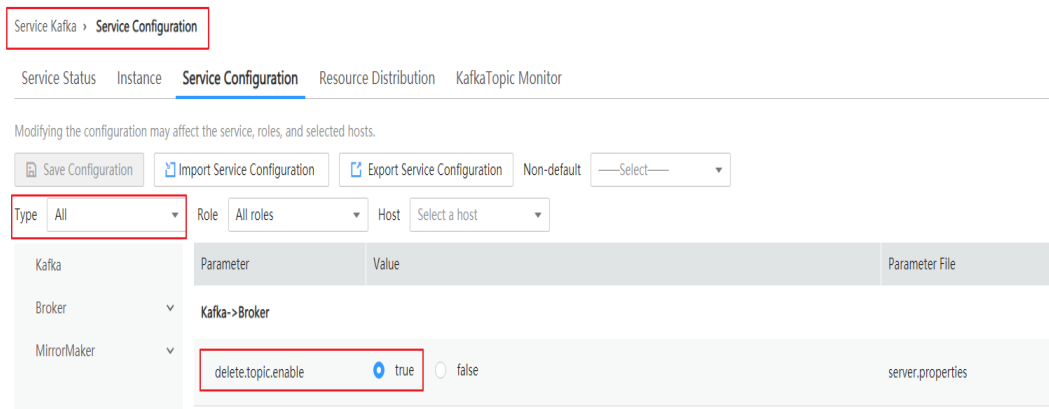 Service Kafka › Service Configuration
Service Status Instance Service Configuration Resource Distribution KafkaTopic Monitor
Modifying the configuration may affect the service, roles, and selected hosts.
Save Configuration Import Service Configuration Export Service Configuration Non-default ——Select——
Type All Role All roles Host Select a host
Kafka Parameter Value Parameter File
Broker Kafka->Broker
MirrorMaker
delete.topic.enable true false server.properties